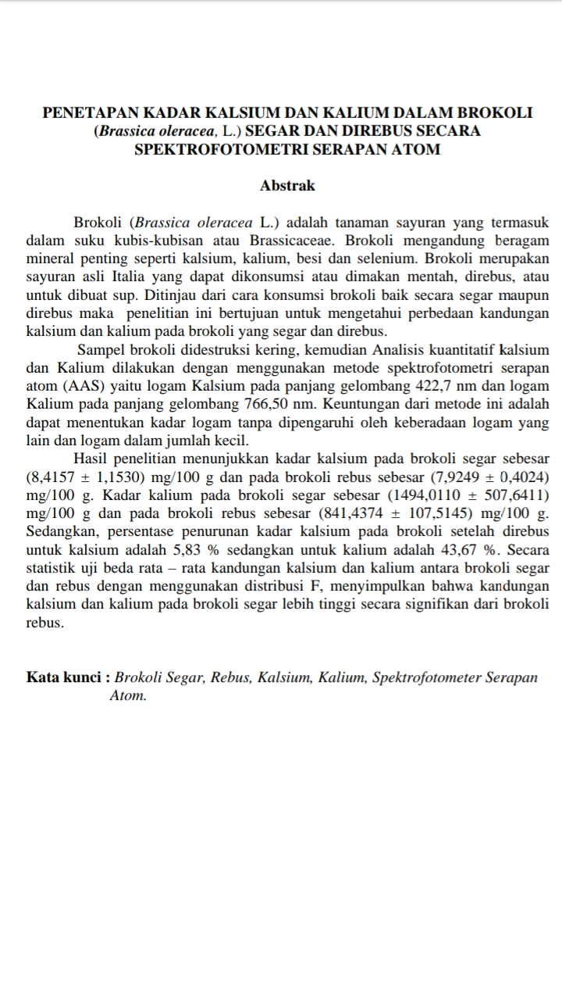 PENETAPAN KADAR KALSIUM DAN KALIUM DALAM BROKOLI
(Brassica oleracea, L.) SEGAR DAN DIREBUS SECARA
SPEKTROFOTOMETRI SERAPAN ATOM
Abstrak
Brokoli (Brassica oleracea L.) adalah tanaman sayuran yang termasuk
dalam suku kubis-kubisan atau Brassicaceae. Brokoli mengandung beragam
mineral penting seperti kalsium, kalium, besi dan selenium. Brokoli merupakan
sayuran asli Italia yang dapat dikonsumsi atau dimakan mentah, direbus, atau
untuk dibuat sup. Ditinjau dari cara konsumsi brokoli baik secara segar maupun
direbus maka penelitian ini bertujuan untuk mengetahui perbedaan kandungan
kalsium dan kalium pada brokoli yang segar dan direbus.
Sampel brokoli didestruksi kering, kemudian Analisis kuantitatif kalsium
dan Kalium dilakukan dengan menggunakan metode spektrofotometri serapan
atom (AAS) yaitu logam Kalsium pada panjang gelombang 422,7 nm dan logam
Kalium pada panjang gelombang 766,50 nm. Keuntungan dari metode ini adalah
dapat menentukan kadar logam tanpa dipengaruhi oleh keberadaan logam yang
lain dan logam dalam jumlah kecil.
Hasil penelitian menunjukkan kadar kalsium pada brokoli segar sebesar
(8,4157 ± 1,1530) mg/100 g dan pada brokoli rebus sebesar (7,9249 ± 0,4024)
mg/100 g. Kadar kalium pada brokoli segar sebesar (1494,0110 ± 507,6411)
mg/100 g dan pada brokoli rebus sebesar (841,4374 ± 107,5145) mg/100 g.
Sedangkan, persentase penurunan kadar kalsium pada brokoli setelah direbus
untuk kalsium adalah 5,83 % sedangkan untuk kalium adalah 43,67 %. Secara
statistik uji beda rata – rata kandungan kalsium dan kalium antara brokoli segar
dan rebus dengan menggunakan distribusi F, menyimpulkan bahwa kandungan
kalsium dan kalium pada brokoli segar lebih tinggi secara signifikan dari brokoli
rebus.
Kata kunci : Brokoli Segar, Rebus, Kalsium, Kalium, Spektrofotometer Serapan
Atom.